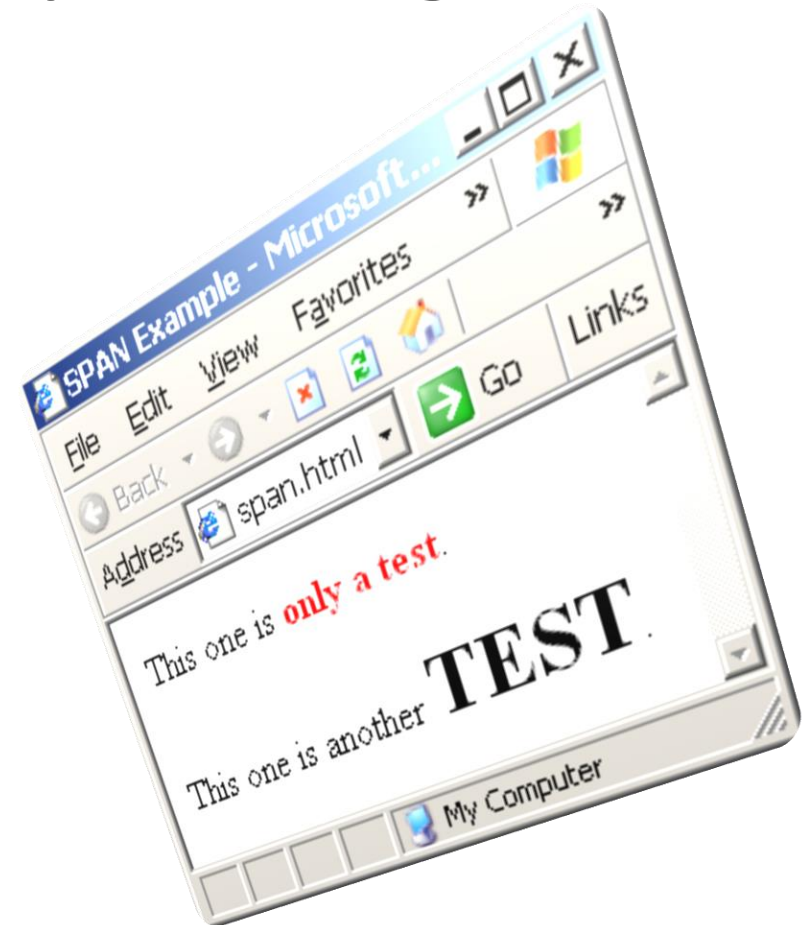 SPAN Example - Microsoft...
File Edit View Favorites »
Back »
Address span.html Go Links
This one is only a test.
This one is another TEST.
My Computer